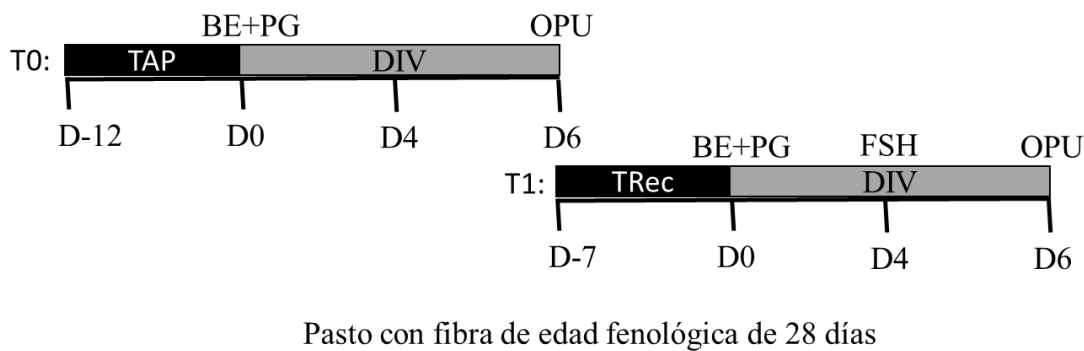 BE+PG OPU
T0: TAP DIV
D-12 D0 D4 D6
BE+PG FSH OPU
T1: TRec DIV
D-7 D0 D4 D6
Pasto con fibra de edad fenológica de 28 días